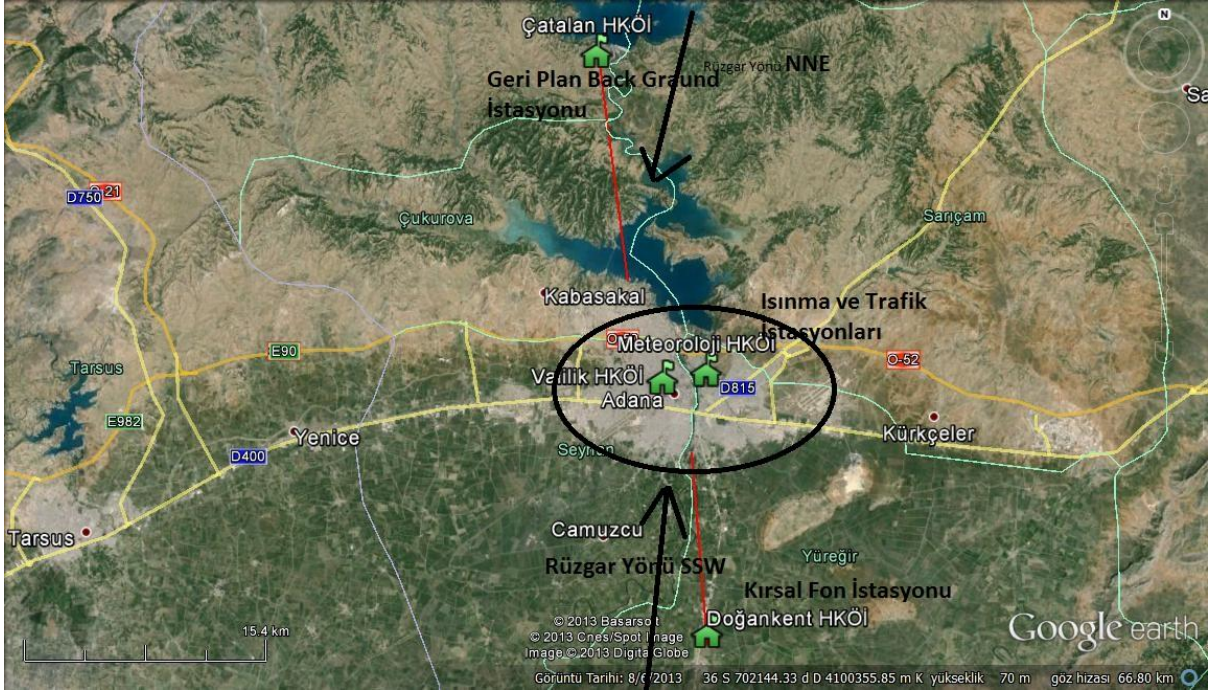 Çatalan HKÖİ
N
Geri Plan Back Graund
İstasyonu
Rüzgar Yönü NNE
D750
Çukurova
Sarıçam
Kabasakal
Isınma ve Trafik
İstasyonları
Meteoroloji HKÖİ
E90
Tarsus
Valilik HKÖİ
D815
O-52
Adana
E982
Yenice
Kürkçeler
D400
Seyhan
Tarsus
Camuzcu
Yüreğir
Rüzgar Yönü SSW
Kırsal Fon İstasyonu
Doğankent HKÖİ
15.4 km
© 2013 Basarsoft
© 2013 Cnes/Spot Image
Image © 2013 DigitalGlobe
Google earth
Görüntü Tarihi: 8/6/2013 36 S 702144.33 d D 4100355.85 m K yükseklik 70 m göz hizası 66.80 km